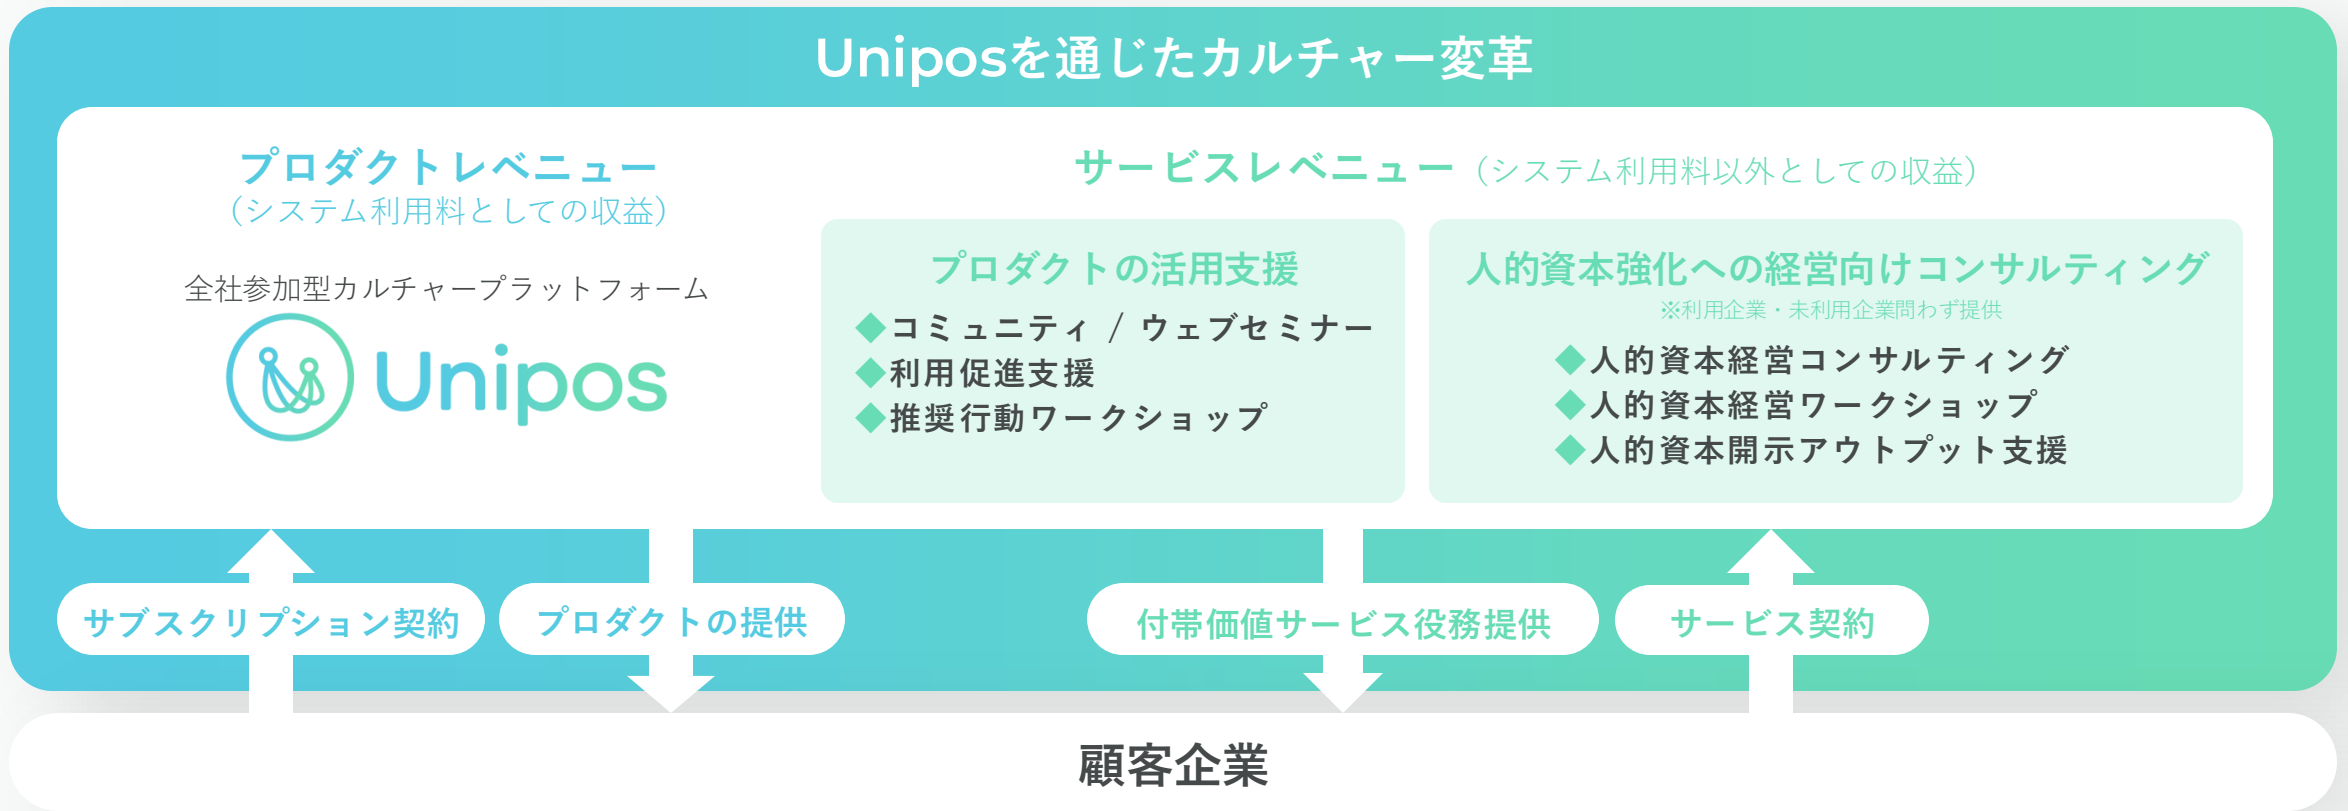 Uniposを通じたカルチャー変革
プロダクトレベニュー
（システム利用料としての収益）
全社参加型カルチャープラットフォーム
Unipos
サービスレベニュー（システム利用料以外としての収益）
プロダクトの活用支援
◆コミュニティ / ウェブセミナー
◆利用促進支援
◆推奨行動ワークショップ
人的資本強化への経営向けコンサルティング
※利用企業・未利用企業問わず提供
◆人的資本経営コンサルティング
◆人的資本経営ワークショップ
◆人的資本開示アウトプット支援
サブスクリプション契約
プロダクトの提供
付帯価値サービス役務提供
サービス契約
顧客企業